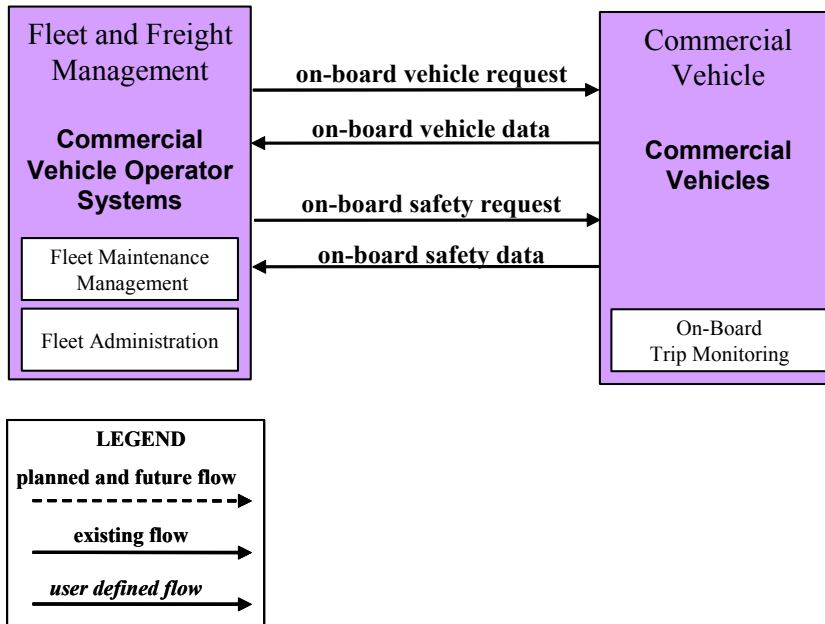 Fleet and Freight
Management
Commercial
Vehicle Operator
Systems
Fleet Maintenance
Management
Fleet Administration
on-board vehicle request
on-board vehicle data
on-board safety request
on-board safety data
Commercial
Vehicle
Commercial
Vehicles
On-Board
Trip Monitoring
LEGEND
planned and future flow
existing flow
user defined flow